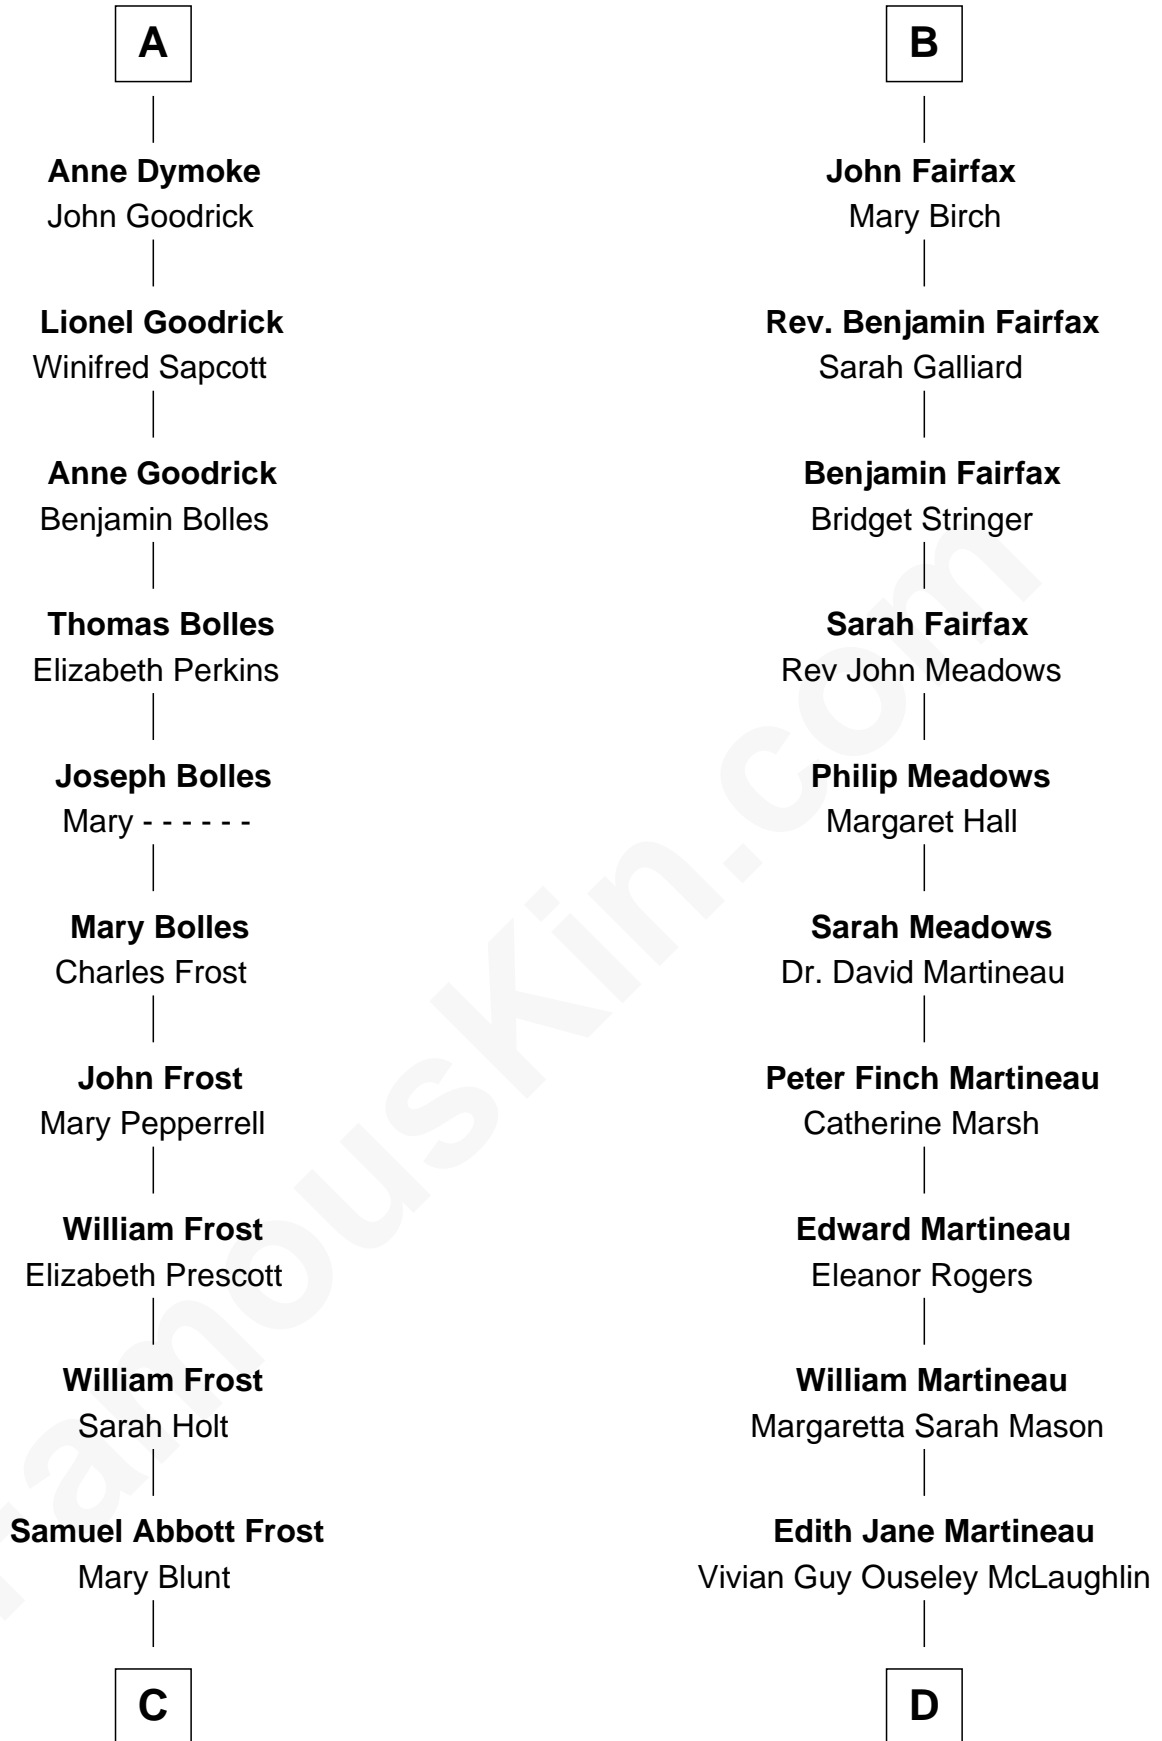 A
Anne Dymoke
John Goodrick
Lionel Goodrick
Winifred Sapcott
Anne Goodrick
Benjamin Bolles
Thomas Bolles
Elizabeth Perkins
Joseph Bolles
Mary - - - - - -
Mary Bolles
Charles Frost
John Frost
Mary Pepperrell
William Frost
Elizabeth Prescott
William Frost
Sarah Holt
Samuel Abbott Frost
Mary Blunt
C
B
John Fairfax
Mary Birch
Rev. Benjamin Fairfax
Sarah Galliard
Benjamin Fairfax
Bridget Stringer
Sarah Fairfax
Rev John Meadows
Philip Meadows
Margaret Hall
Sarah Meadows
Dr. David Martineau
Peter Finch Martineau
Catherine Marsh
Edward Martineau
Eleanor Rogers
William Martineau
Margaretta Sarah Mason
Edith Jane Martineau
Vivian Guy Ouseley McLaughlin
D
FamousKin.com